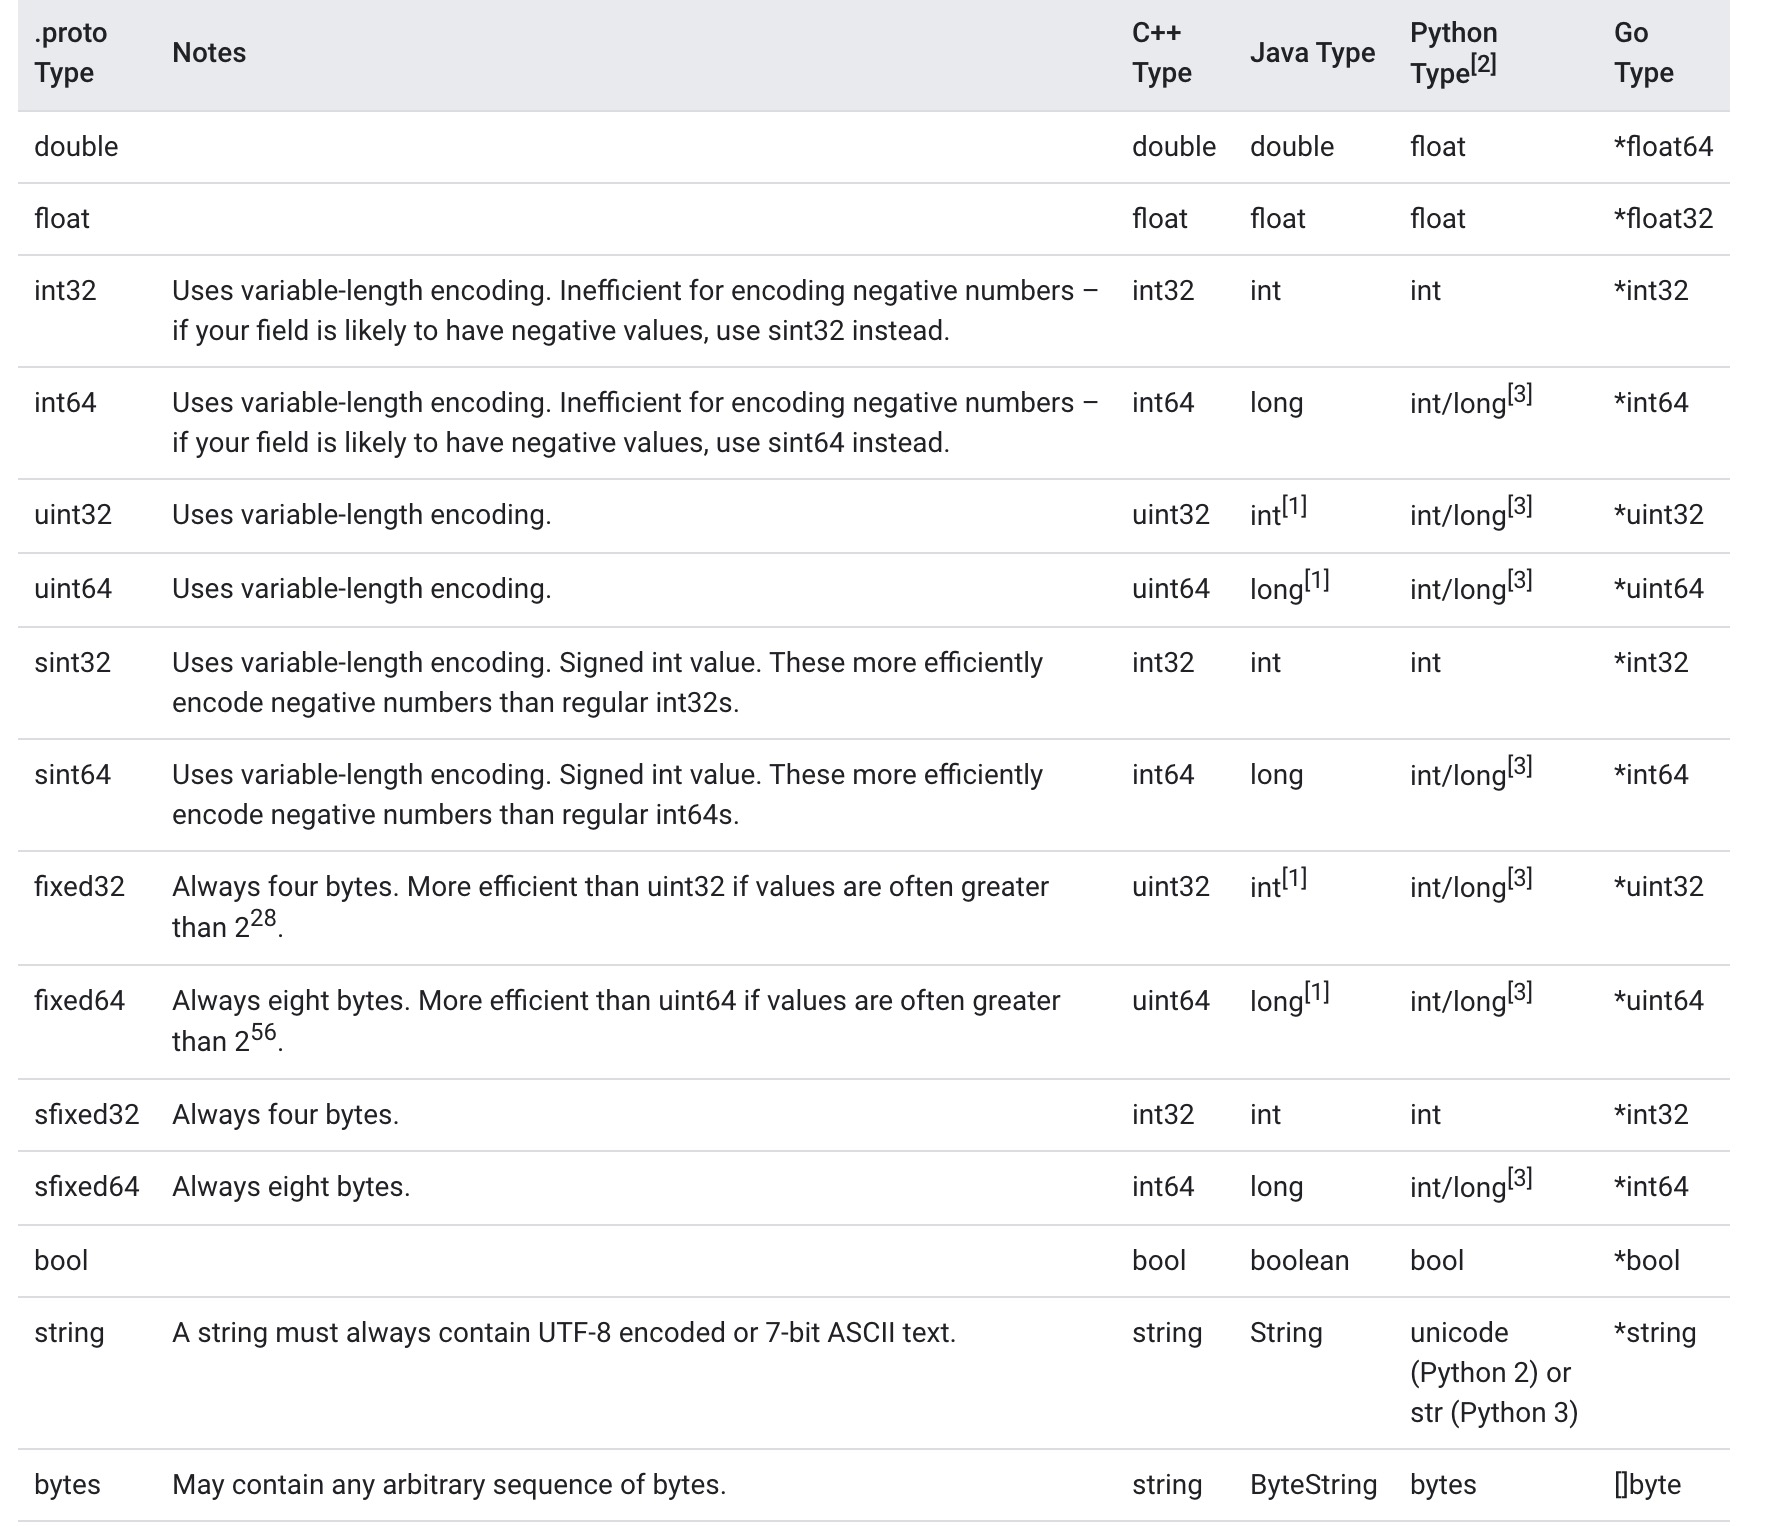 .proto Type Notes C++ Type Java Type Python Type[2] Go Type
double double double float *float64
float float float float *float32
int32 Uses variable-length encoding. Inefficient for encoding negative numbers – int32 int int *int32
if your field is likely to have negative values, use sint32 instead.
int64 Uses variable-length encoding. Inefficient for encoding negative numbers – int64 long int/long[3] *int64
if your field is likely to have negative values, use sint64 instead.
uint32 Uses variable-length encoding. uint32 int[1] int/long[3] *uint32
uint64 Uses variable-length encoding. uint64 long[1] int/long[3] *uint64
sint32 Uses variable-length encoding. Signed int value. These more efficiently int32 int int *int32
encode negative numbers than regular int32s.
sint64 Uses variable-length encoding. Signed int value. These more efficiently int64 long int/long[3] *int64
encode negative numbers than regular int64s.
fixed32 Always four bytes. More efficient than uint32 if values are often greater uint32 int[1] int/long[3] *uint32
than 2^28.
fixed64 Always eight bytes. More efficient than uint64 if values are often greater uint64 long[1] int/long[3] *uint64
than 2^56.
sfixed32 Always four bytes. int32 int int *int32
sfixed64 Always eight bytes. int64 long int/long[3] *int64
bool bool boolean bool *bool
string A string must always contain UTF-8 encoded or 7-bit ASCII text. string String unicode *string
(Python 2) or
str (Python 3)
bytes May contain any arbitrary sequence of bytes. string ByteString bytes []byte